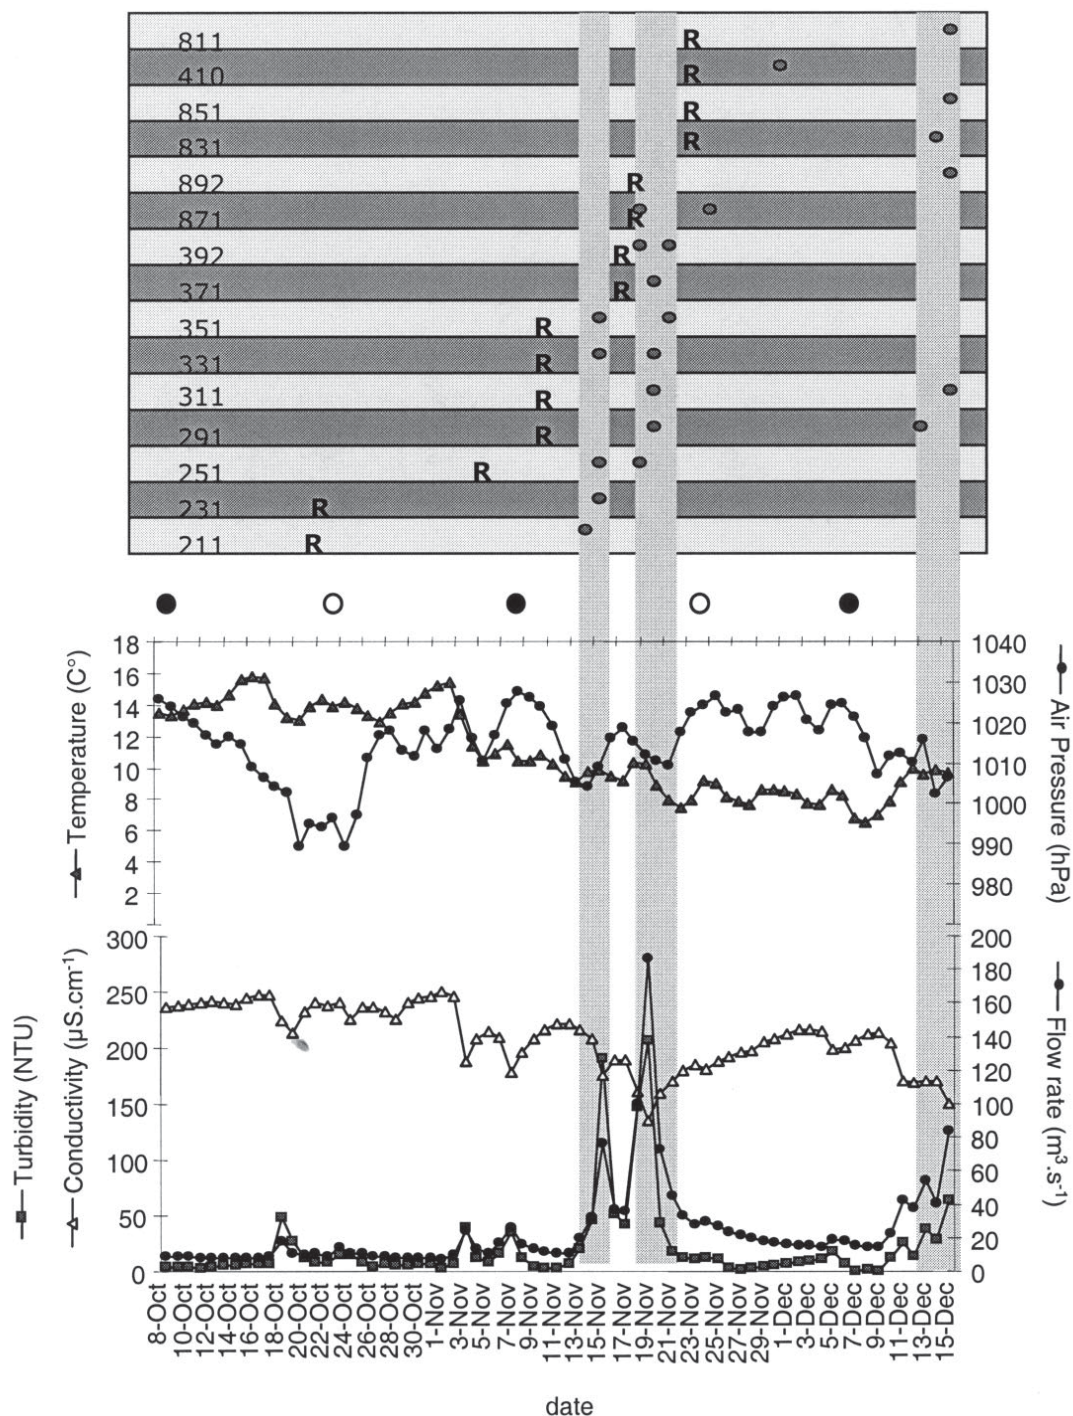 811 R
410 R
851 R
831 R
892 R
871 R
392 R
371 R
351 R
331 R
311 R
291 R
251 R
231 R
211 R
Temperature (C°)
18
16
14
12
10
8
6
4
2
1040
1030
1020
1010
1000
990
980
Air Pressure (hPa)
Turbidity (NTU)
Conductivity (µS.cm-1)
300
250
200
150
100
50
0
200
180
160
140
120
100
80
60
40
20
0
Flow rate (m3.s-1)
8-Oct
10-Oct
12-Oct
14-Oct
16-Oct
18-Oct
20-Oct
22-Oct
24-Oct
26-Oct
28-Oct
30-Oct
1-Nov
3-Nov
5-Nov
7-Nov
9-Nov
11-Nov
13-Nov
15-Nov
17-Nov
19-Nov
21-Nov
23-Nov
25-Nov
27-Nov
29-Nov
1-Dec
3-Dec
5-Dec
7-Dec
9-Dec
11-Dec
13-Dec
15-Dec
date